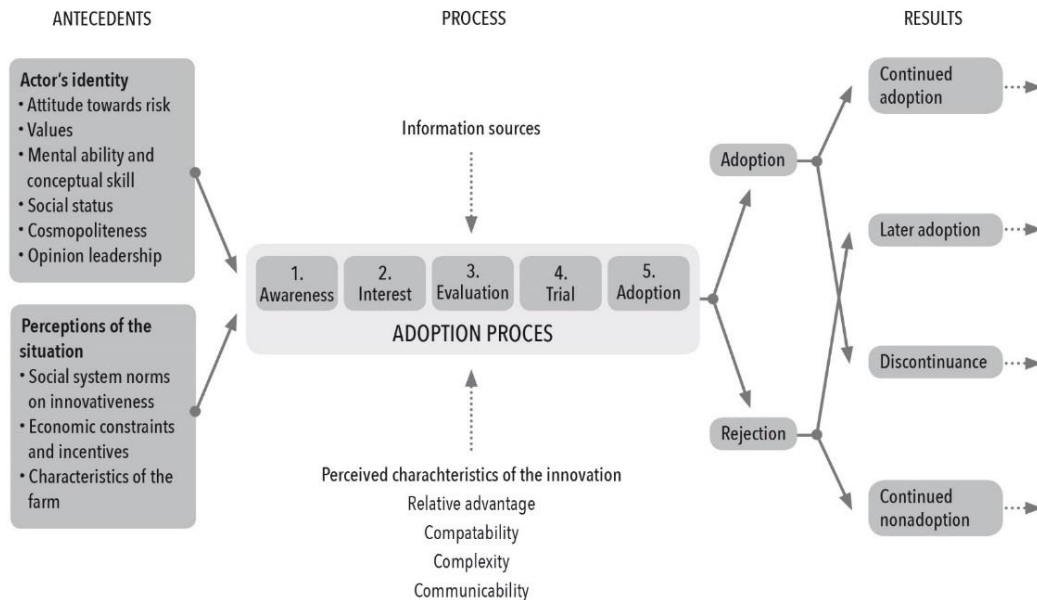 ANTECEDENTS
PROCESS
RESULTS
Actor's identity
• Attitude towards risk
• Values
• Mental ability and
conceptual skill
• Social status
• Cosmopoliteness
• Opinion leadership
Perceptions of the
situation
• Social system norms
on innovativeness
• Economic constraints
and incentives
• Characteristics of the
farm
Information sources
1.
Awareness
2.
Interest
3.
Evaluation
4.
Trial
5.
Adoption
ADOPTION PROCES
Perceived charachteristics of the innovation
Relative advantage
Compatability
Complexity
Communicability
Adoption
Rejection
Continued
adoption
Later adoption
Discontinuance
Continued
nonadoption